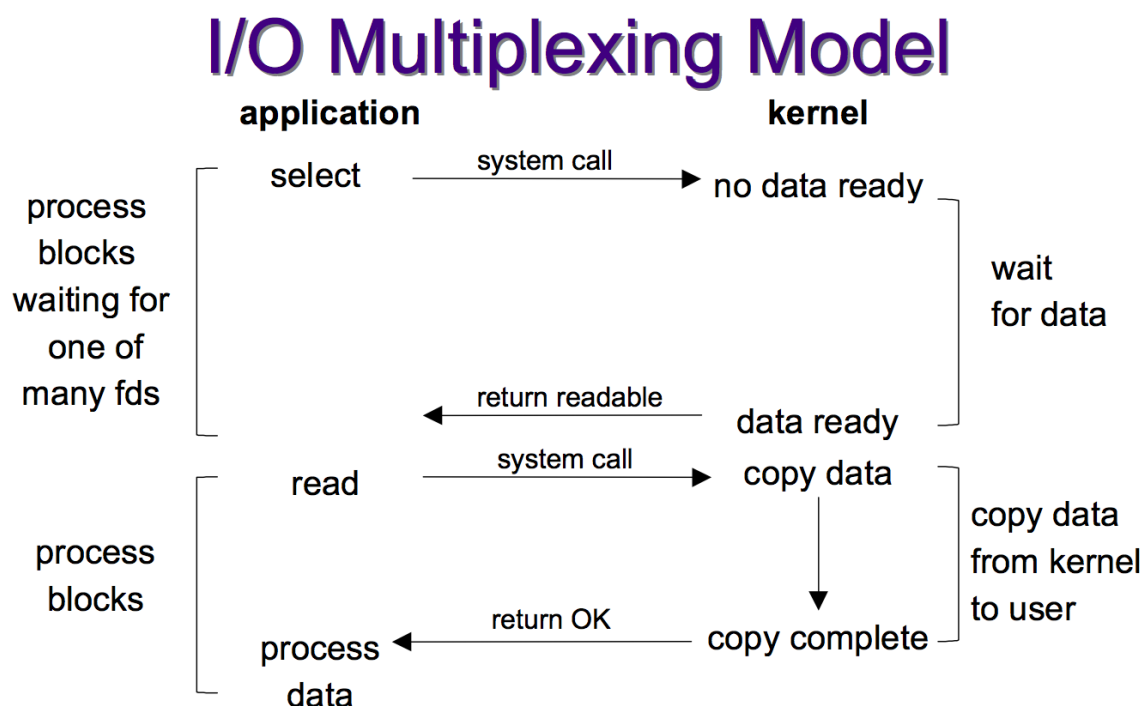 I/O Multiplexing Model
application
kernel
select
system call
no data ready
process
blocks
waiting for
one of
many fds
wait
for data
return readable
data ready
read
system call
copy data
process
blocks
copy data
from kernel
to user
return OK
copy complete
process
data